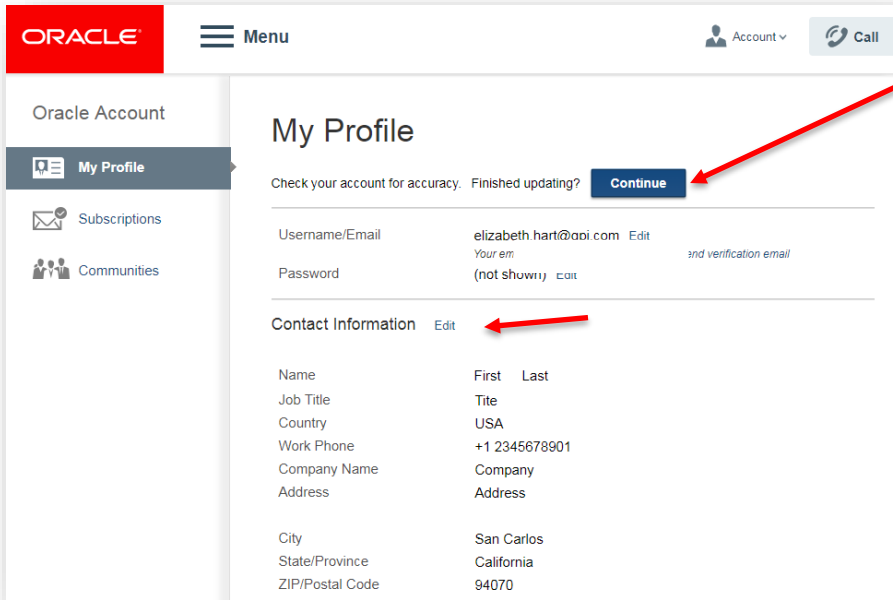 ORACLE
Menu
Account
Call
Oracle Account
My Profile
Subscriptions
Communities
My Profile
Check your account for accuracy. Finished updating? Continue
Username/Email elizabeth.hart@gpi.com Edit
Your em end verification email
Password (not shown) Edit
Contact Information Edit
Name First Last
Job Title Tite
Country USA
Work Phone +1 2345678901
Company Name Company
Address Address
City San Carlos
State/Province California
ZIP/Postal Code 94070